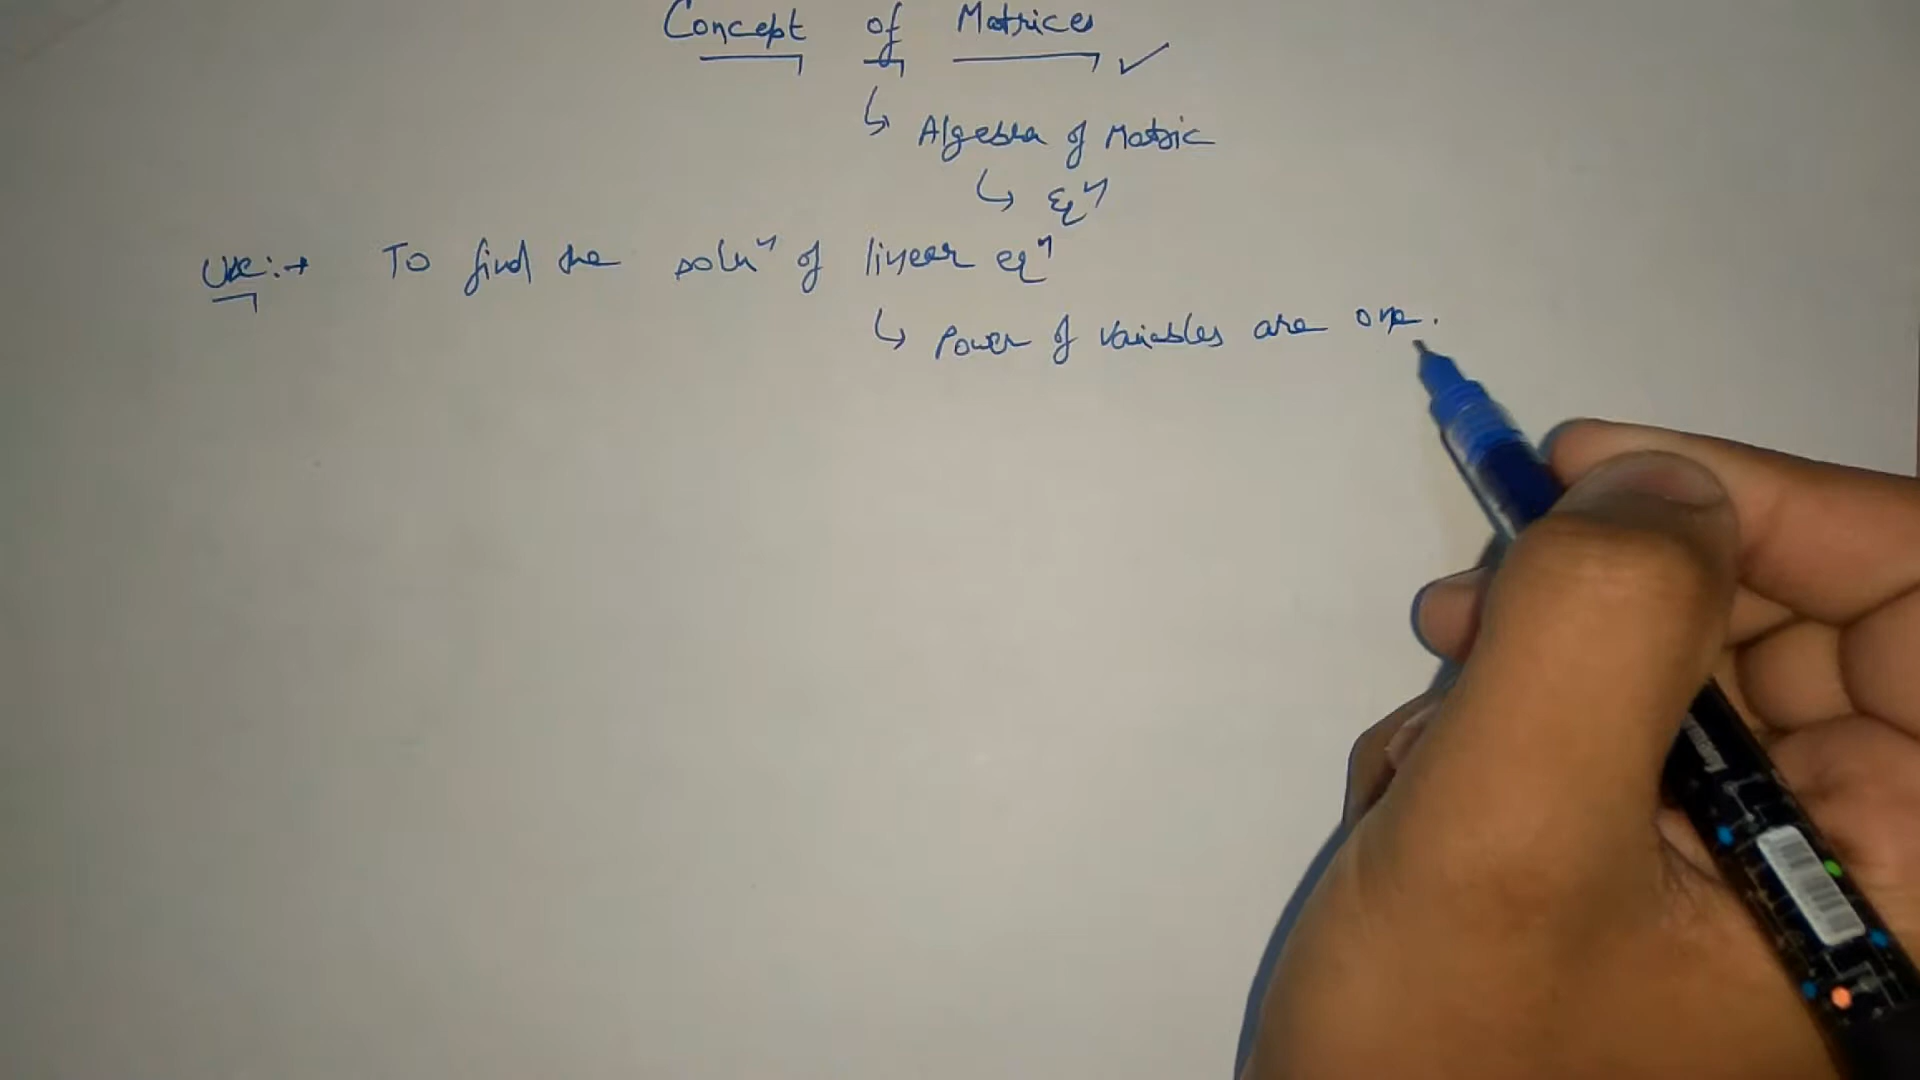 Concept of Matrices
↳ Algebra of Matric
↳ Eqⁿ
Use:→ To find the soluⁿ of linear eqⁿ
↳ Power of variables are one.